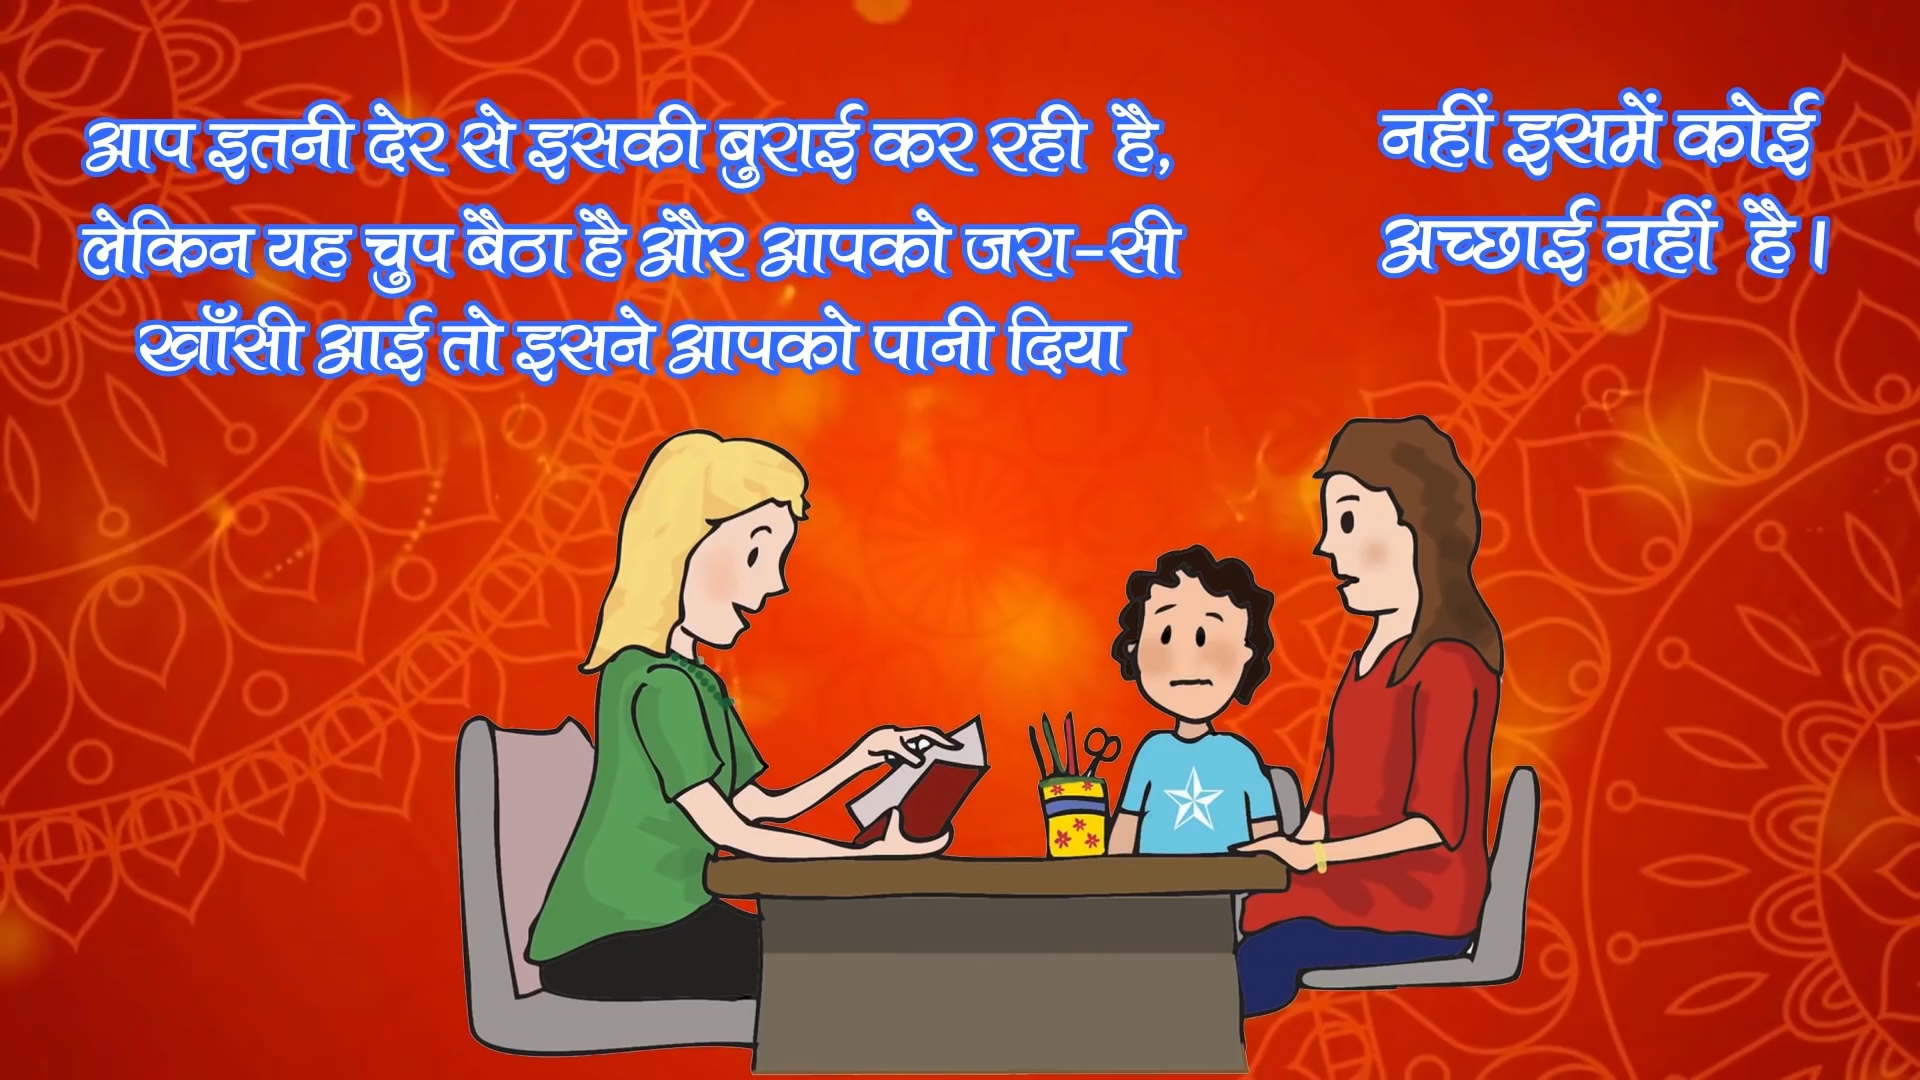 आप इतनी देर से इसकी बुराई कर रही है,
लेकिन यह चुप बैठा है और आपको जरा-सी
खाँसी आई तो इसने आपको पानी दिया
नहीं इसमें कोई
अच्छाई नहीं है।